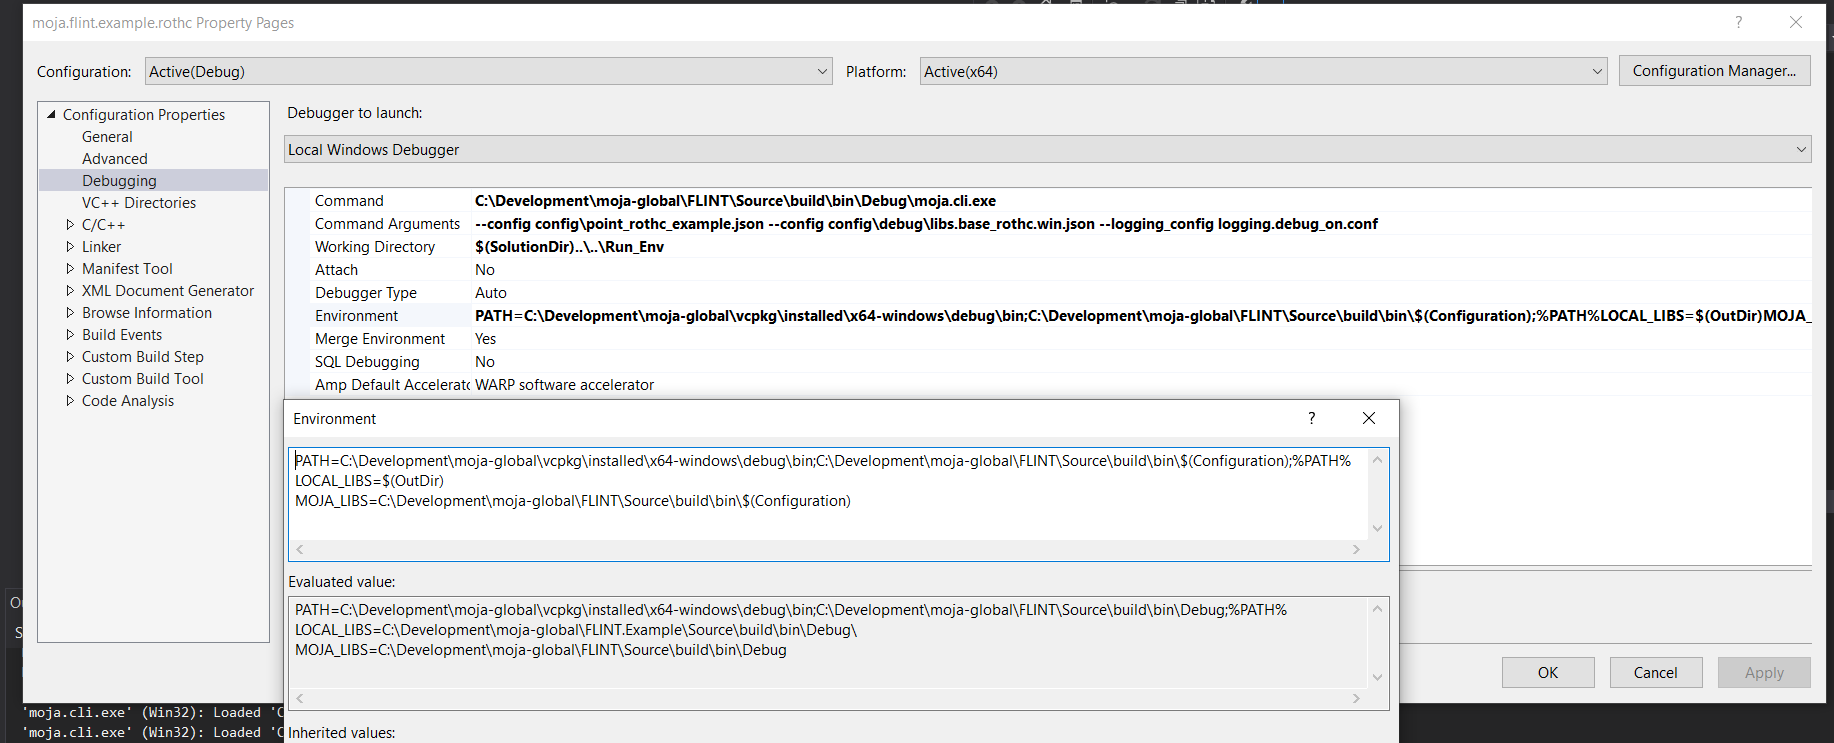 moja.flint.example.rothc Property Pages
?
Configuration:
Active(Debug)
Platform:
Active(x64)
Configuration Manager...
Configuration Properties
General
Advanced
Debugging
VC++ Directories
C/C++
Linker
Manifest Tool
XML Document Generator
Browse Information
Build Events
Custom Build Step
Custom Build Tool
Code Analysis
Debugger to launch:
Local Windows Debugger
Command C:\Development\moja-global\FLINT\Source\build\bin\Debug\moja.cli.exe
Command Arguments --config config\point_rothc_example.json --config config\debug\libs.base_rothc.win.json --logging_config logging.debug_on.conf
Working Directory $(SolutionDir)..\..\Run_Env
Attach No
Debugger Type Auto
Environment PATH=C:\Development\moja-global\vcpkg\installed\x64-windows\debug\bin;C:\Development\moja-global\FLINT\Source\build\bin\$(Configuration);%PATH%LOCAL_LIBS=$(OutDir)MOJA_
Merge Environment Yes
SQL Debugging No
Amp Default Accelerato WARP software accelerator
Environment
?
PATH=C:\Development\moja-global\vcpkg\installed\x64-windows\debug\bin;C:\Development\moja-global\FLINT\Source\build\bin\$(Configuration);%PATH%
LOCAL_LIBS=$(OutDir)
MOJA_LIBS=C:\Development\moja-global\FLINT\Source\build\bin\$(Configuration)
Evaluated value:
PATH=C:\Development\moja-global\vcpkg\installed\x64-windows\debug\bin;C:\Development\moja-global\FLINT\Source\build\bin\Debug;%PATH%
LOCAL_LIBS=C:\Development\moja-global\FLINT.Example\Source\build\bin\Debug\
MOJA_LIBS=C:\Development\moja-global\FLINT\Source\build\bin\Debug
Inherited values:
OK
Cancel
Apply
'moja.cli.exe' (Win32): Loaded 'C
'moja.cli.exe' (Win32): Loaded 'C